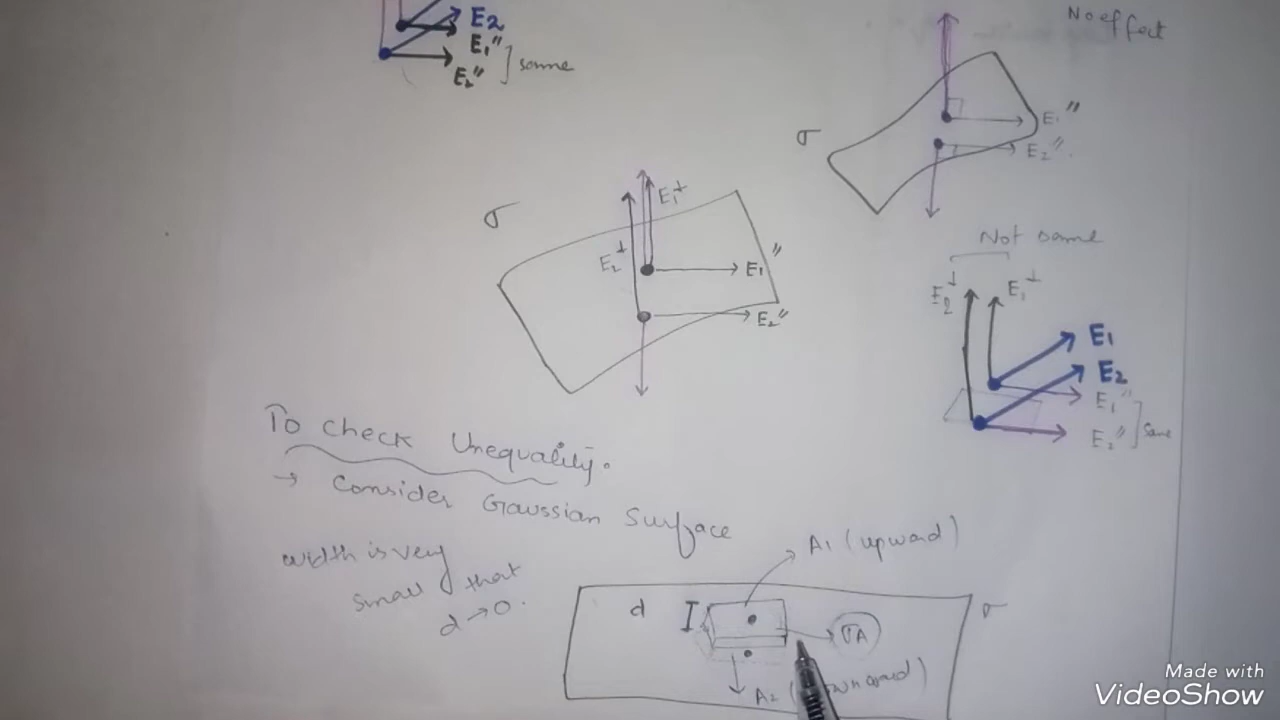 E2
E1"
E2"
same
No effect
σ
E1"
E2"
σ
E1⊥
E2⊥
E1"
E2"
Not same
E2⊥
E1⊥
E1
E2
E1"
E2"
Same
To check Unequality.
→ Consider Gaussian Surface
width is very
small that
d→0.
A1 (upward)
d
σ
σA
A2 (downward)
Made with
VideoShow